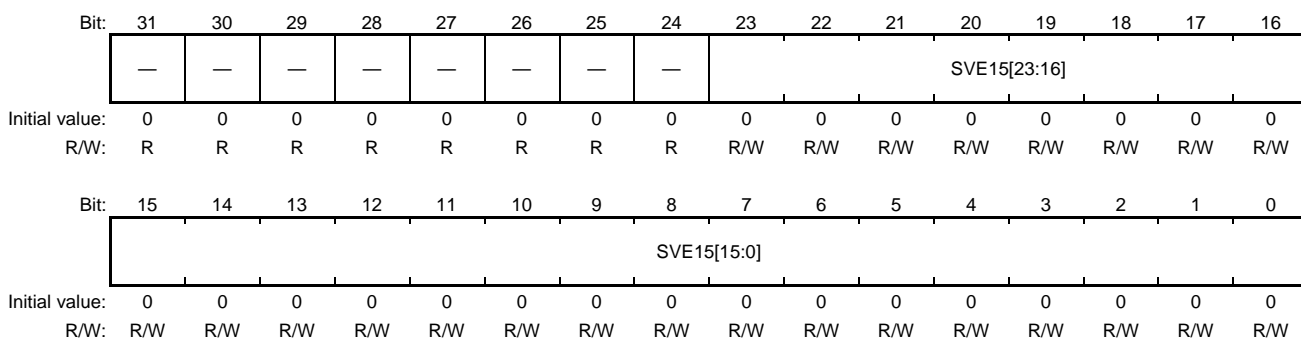 Bit: 31 30 29 28 27 26 25 24 23 22 21 20 19 18 17 16
— — — — — — — — SVE15[23:16]
Initial value: 0 0 0 0 0 0 0 0 0 0 0 0 0 0 0 0
R/W: R R R R R R R R R/W R/W R/W R/W R/W R/W R/W R/W
Bit: 15 14 13 12 11 10 9 8 7 6 5 4 3 2 1 0
SVE15[15:0]
Initial value: 0 0 0 0 0 0 0 0 0 0 0 0 0 0 0 0
R/W: R/W R/W R/W R/W R/W R/W R/W R/W R/W R/W R/W R/W R/W R/W R/W R/W